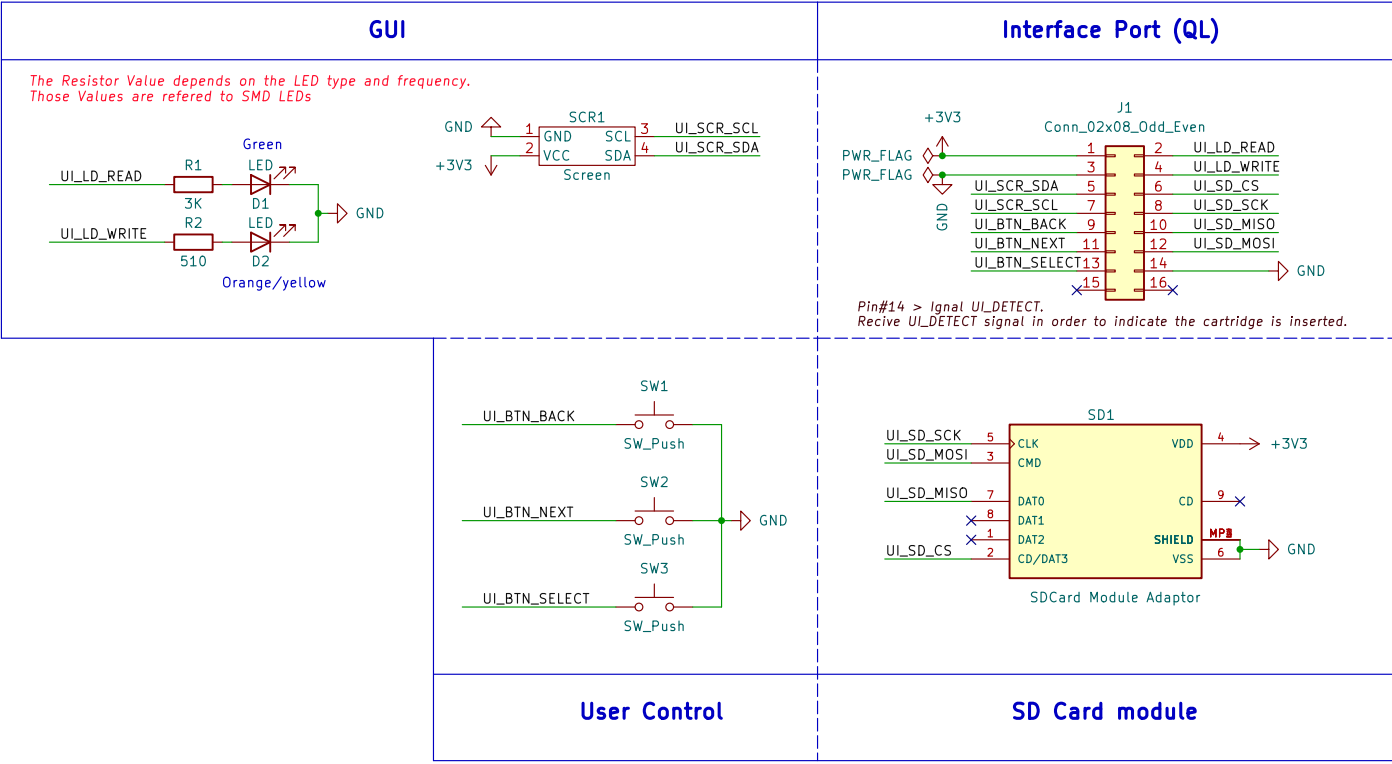 GUI
Interface Port (QL)
The Resistor Value depends on the LED type and frequency.
Those Values are refered to SMD LEDs
Green
R1
LED
UI_LD_READ
3K
D1
R2
LED
UI_LD_WRITE
510
D2
Orange/yellow
GND
SCR1
GND
1
GND
SCL
3
UI_SCR_SCL
+3V3
2
VCC
SDA
4
UI_SCR_SDA
Screen
J1
Conn_02x08_Odd_Even
+3V3
PWR_FLAG
1
2
UI_LD_READ
PWR_FLAG
3
4
UI_LD_WRITE
GND
UI_SCR_SDA
5
6
UI_SD_CS
UI_SCR_SCL
7
8
UI_SD_SCK
UI_BTN_BACK
9
10
UI_SD_MISO
UI_BTN_NEXT
11
12
UI_SD_MOSI
UI_BTN_SELECT
13
14
GND
15
16
Pin#14 > Ignal UI_DETECT.
Recive UI_DETECT signal in order to indicate the cartridge is inserted.
SW1
UI_BTN_BACK
SW_Push
SW2
UI_BTN_NEXT
SW_Push
GND
SW3
UI_BTN_SELECT
SW_Push
SD1
UI_SD_SCK
5
CLK
VDD
4
+3V3
UI_SD_MOSI
3
CMD
UI_SD_MISO
7
DAT0
CD
9
8
DAT1
1
DAT2
SHIELD
UI_SD_CS
2
CD/DAT3
VSS
6
GND
SDCard Module Adaptor
User Control
SD Card module